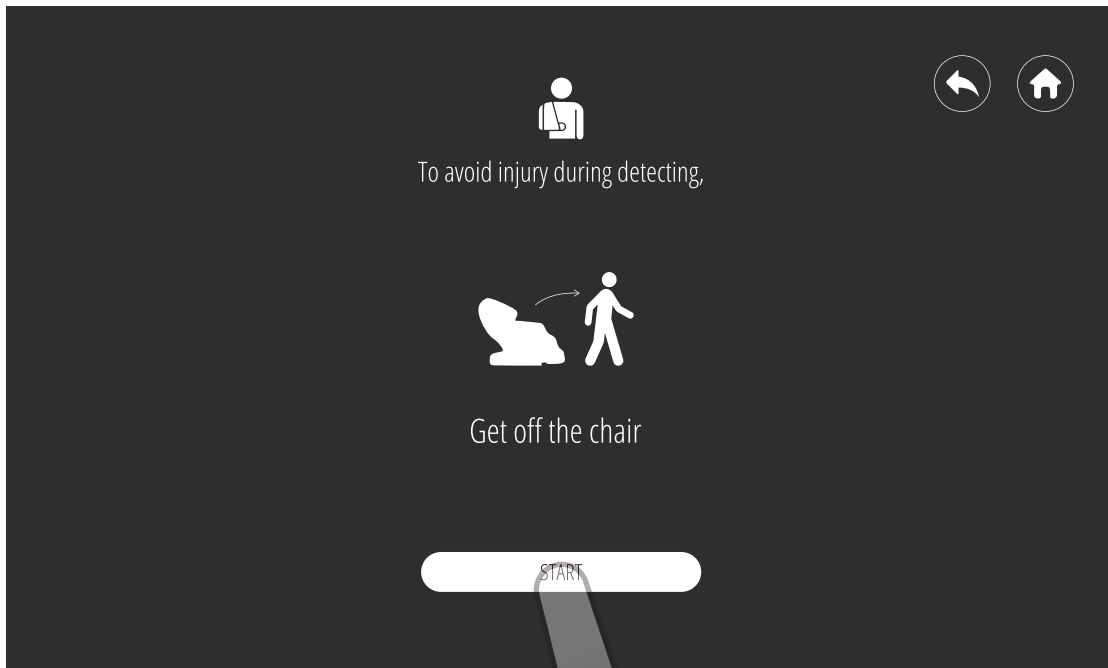 To avoid injury during detecting,
Get off the chair
START